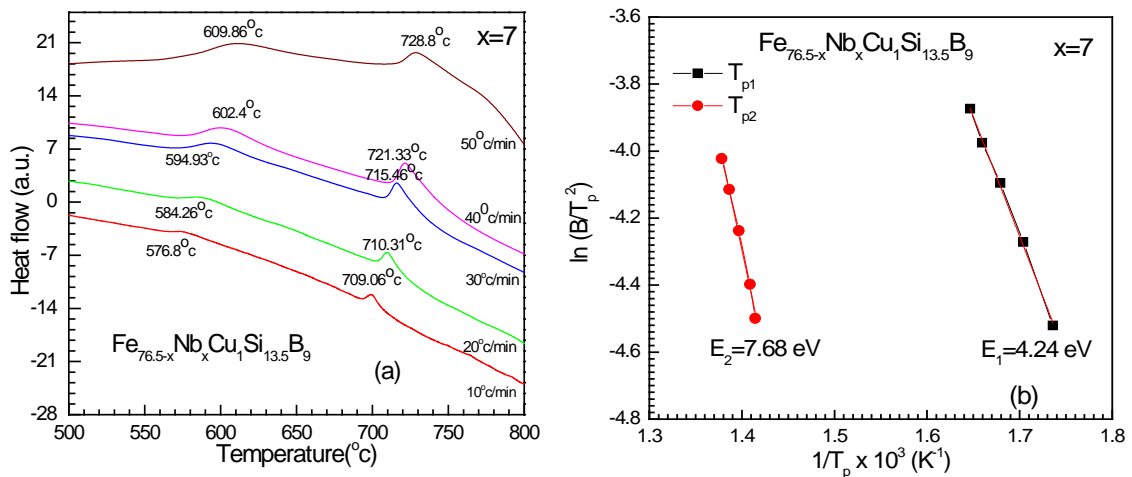 x=7
609.86°c
728.8°c
50°c/min
602.4°c
721.33°c
594.93°c
715.46°c
40°c/min
584.26°c
710.31°c
30°c/min
576.8°c
709.06°c
20°c/min
Fe76.5-xNbxCu1Si13.5B9
(a)
10°c/min
21
14
7
0
-7
-14
-21
-28
500 550 600 650 700 750 800
Heat flow (a.u.)
Temperature(°c)
Fe76.5-xNbxCu1Si13.5B9
x=7
Tp1
Tp2
E2=7.68 eV
E1=4.24 eV
(b)
-3.6
-3.8
-4.0
-4.2
-4.4
-4.6
-4.8
1.3 1.4 1.5 1.6 1.7 1.8
ln (B/Tp²)
1/Tp x 10³ (K⁻¹)